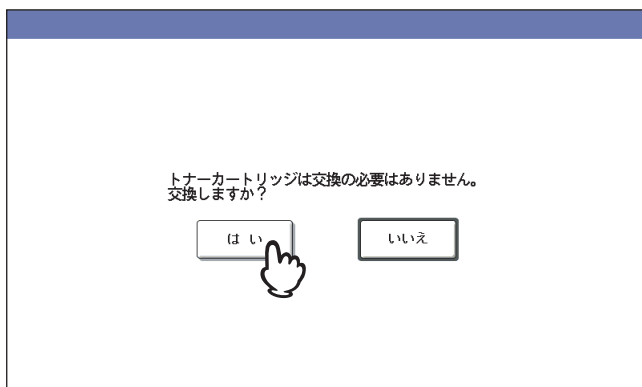 トナーカートリッジは交換の必要はありません。
交換しますか？
はい
いいえ